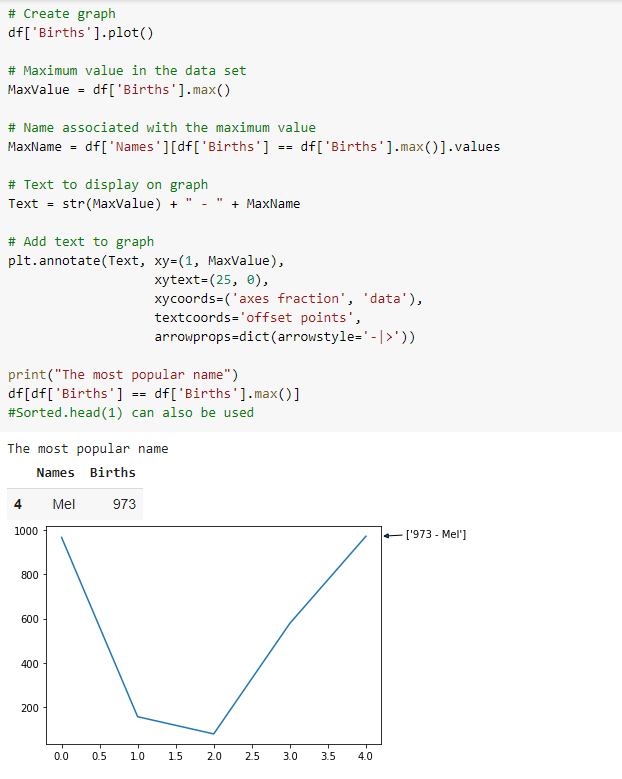 # Create graph
df['Births'].plot()
# Maximum value in the data set
MaxValue = df['Births'].max()
# Name associated with the maximum value
MaxName = df['Names'][df['Births'] == df['Births'].max()].values
# Text to display on graph
Text = str(MaxValue) + " - " + MaxName
# Add text to graph
plt.annotate(Text, xy=(1, MaxValue),
xytext=(25, 0),
xycoords=('axes fraction', 'data'),
textcoords='offset points',
arrowprops=dict(arrowstyle='-|>'))
print("The most popular name")
df[df['Births'] == df['Births'].max()]
#Sorted.head(1) can also be used
The most popular name
Names Births
4 Mel 973
1000
['973 - Mel']
800
600
400
200
0.0 0.5 1.0 1.5 2.0 2.5 3.0 3.5 4.0